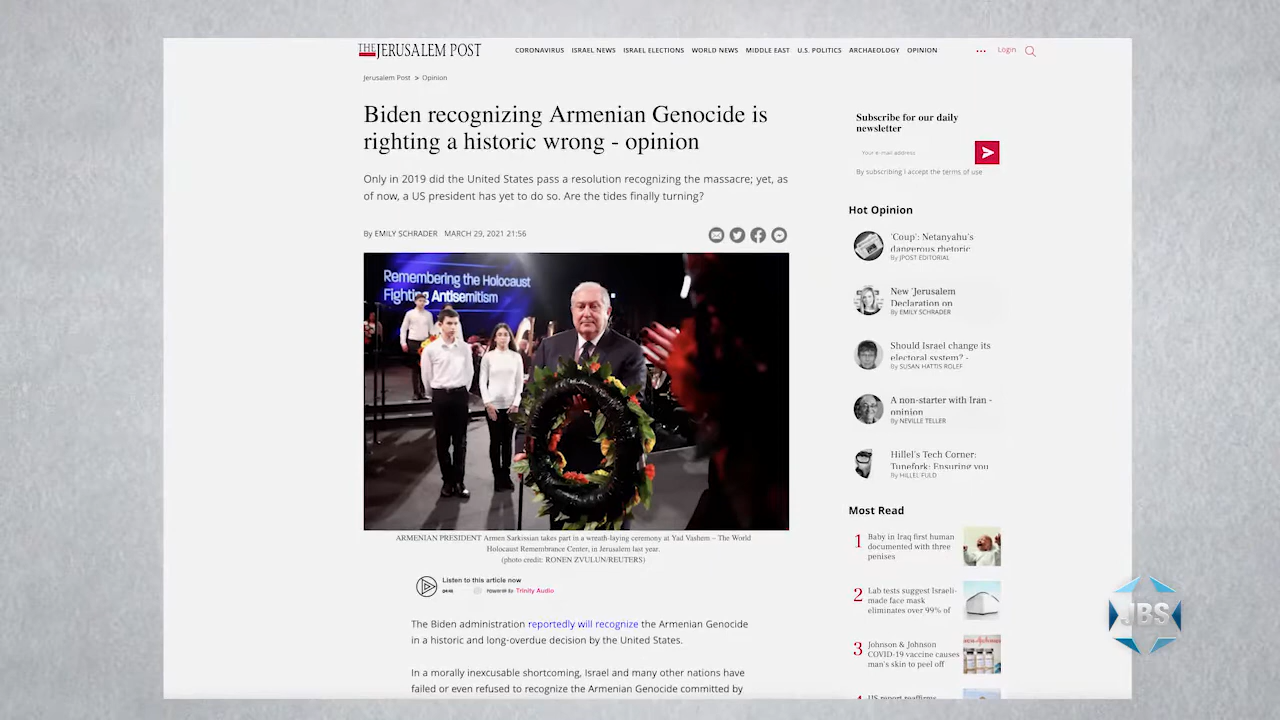 THE JERUSALEM POST
CORONAVIRUS ISRAEL NEWS ISRAEL ELECTIONS WORLD NEWS MIDDLE EAST U.S. POLITICS ARCHAEOLOGY OPINION ... Login
Jerusalem Post > Opinion
Biden recognizing Armenian Genocide is
righting a historic wrong - opinion
Only in 2019 did the United States pass a resolution recognizing the massacre; yet, as
of now, a US president has yet to do so. Are the tides finally turning?
By EMILY SCHRADER MARCH 29, 2021 21:56
Remembering the Holocaust
Fighting Antisemitism
ARMENIAN PRESIDENT Armen Sarkissian takes part in a wreath-laying ceremony at Yad Vashem – The World
Holocaust Remembrance Center, in Jerusalem last year.
(photo credit: RONEN ZVULUN/REUTERS)
Listen to this article now
Powered by Trinity Audio
The Biden administration reportedly will recognize the Armenian Genocide
in a historic and long-overdue decision by the United States.
In a morally inexcusable shortcoming, Israel and many other nations have
failed or even refused to recognize the Armenian Genocide committed by
Subscribe for our daily
newsletter
Your e-mail address
By subscribing I accept the terms of use
Hot Opinion
'Coup': Netanyahu's
dangerous rhetoric
By JPOST EDITORIAL
New 'Jerusalem
Declaration on
By EMILY SCHRADER
Should Israel change its
electoral system? -
By SUSAN HATTIS ROLEF
A non-starter with Iran -
opinion
By NEVILLE TELLER
Hillel's Tech Corner:
Tunefork: Ensuring you
By HILLEL FULD
Most Read
1 Baby in Iraq first human
documented with three
penises
2 Lab tests suggest Israeli-
made face mask
eliminates over 99% of
3 Johnson & Johnson
COVID-19 vaccine causes
man's skin to peel off
4 US report reaffirms
JBS